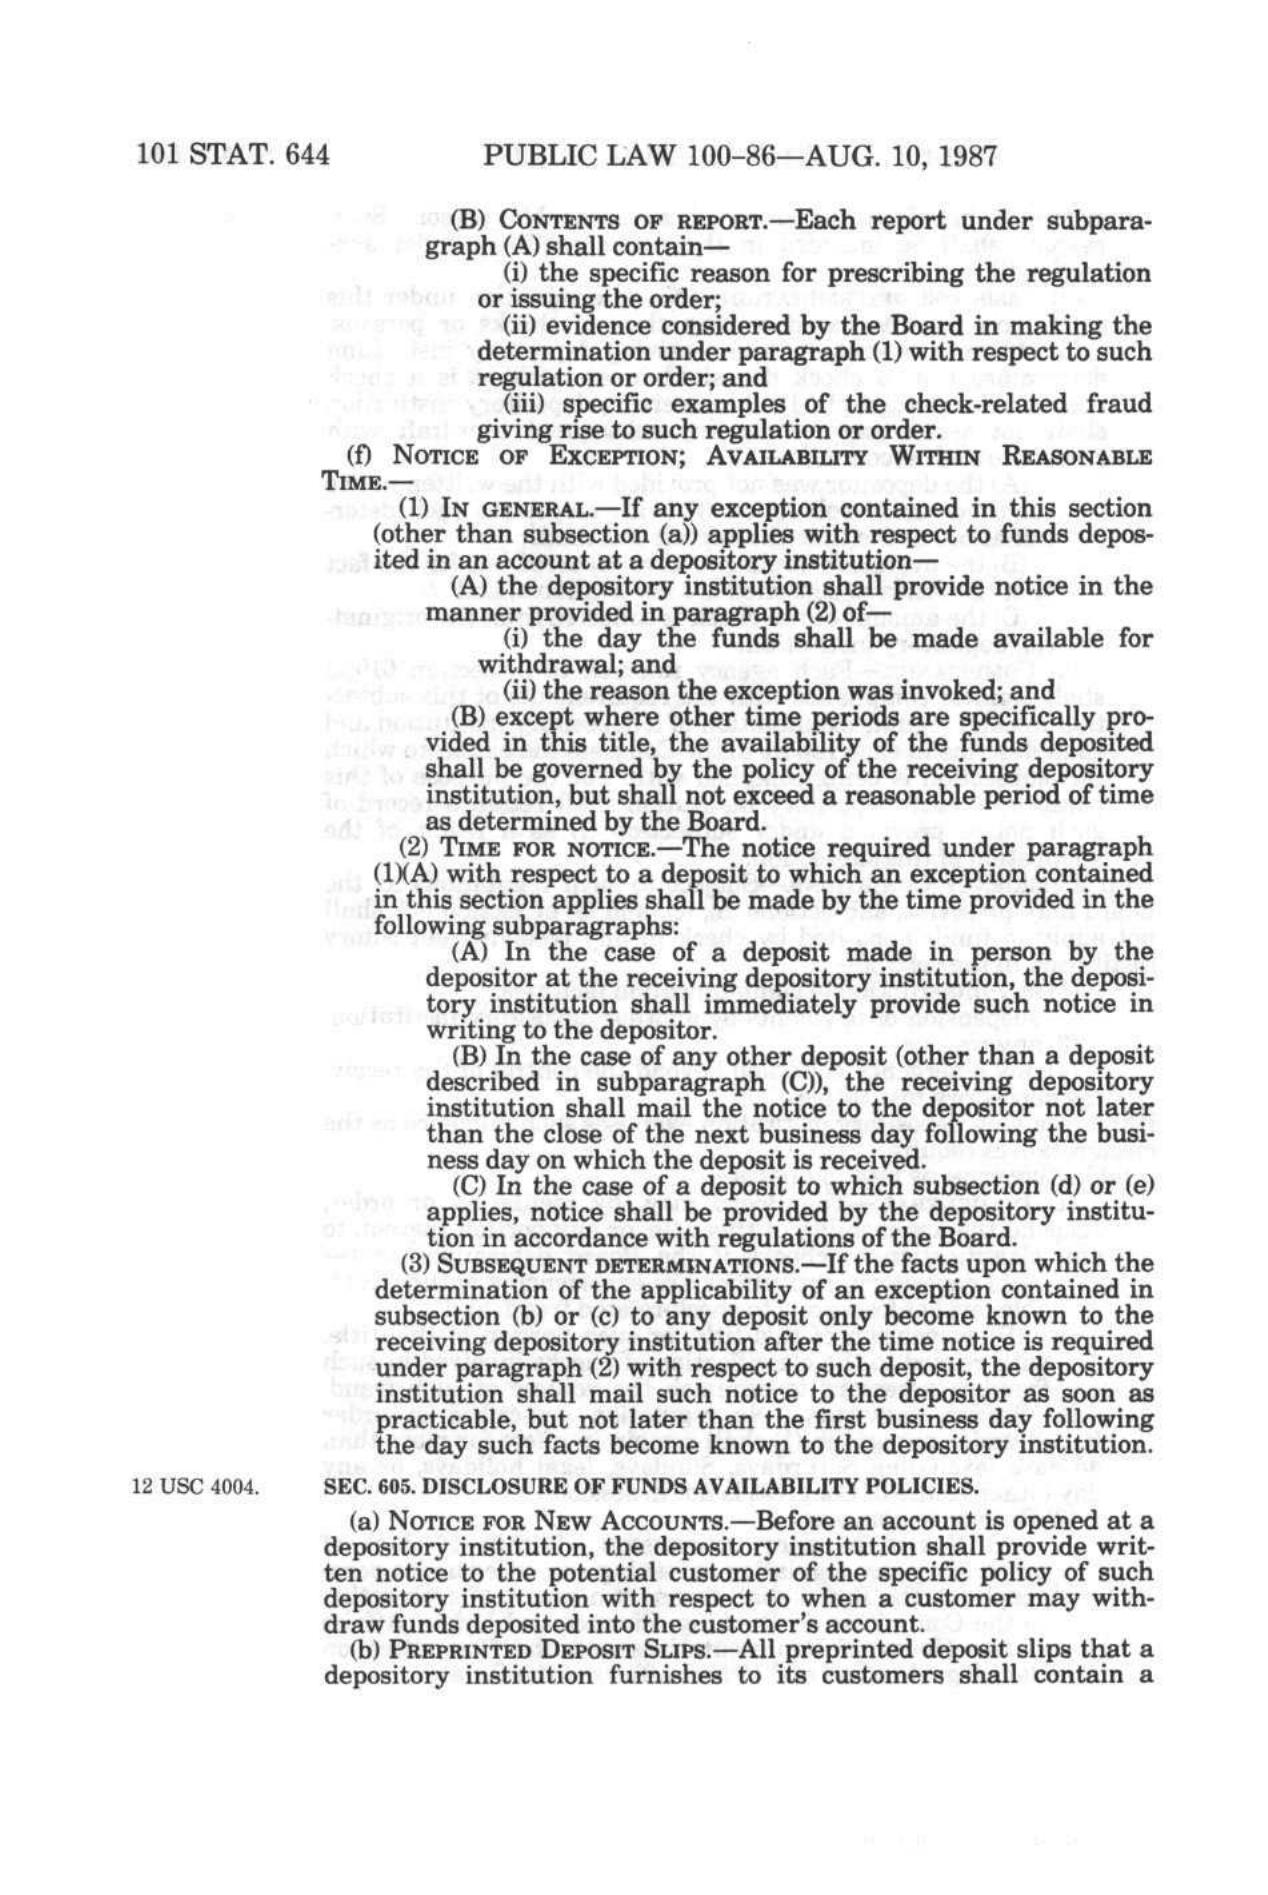 101 STAT. 644 PUBLIC LAW 100–86—AUG. 10, 1987
(B) CONTENTS OF REPORT.—Each report under subpara-
graph (A) shall contain—
(i) the specific reason for prescribing the regulation
or issuing the order;
(ii) evidence considered by the Board in making the
determination under paragraph (1) with respect to such
regulation or order; and
(iii) specific examples of the check-related fraud
giving rise to such regulation or order.
(f) NOTICE OF EXCEPTION; AVAILABILITY WITHIN REASONABLE
TIME.—
(1) IN GENERAL.—If any exception contained in this section
(other than subsection (a)) applies with respect to funds depos-
ited in an account at a depository institution—
(A) the depository institution shall provide notice in the
manner provided in paragraph (2) of—
(i) the day the funds shall be made available for
withdrawal; and
(ii) the reason the exception was invoked; and
(B) except where other time periods are specifically pro-
vided in this title, the availability of the funds deposited
shall be governed by the policy of the receiving depository
institution, but shall not exceed a reasonable period of time
as determined by the Board.
(2) TIME FOR NOTICE.—The notice required under paragraph
(1)(A) with respect to a deposit to which an exception contained
in this section applies shall be made by the time provided in the
following subparagraphs:
(A) In the case of a deposit made in person by the
depositor at the receiving depository institution, the deposi-
tory institution shall immediately provide such notice in
writing to the depositor.
(B) In the case of any other deposit (other than a deposit
described in subparagraph (C)), the receiving depository
institution shall mail the notice to the depositor not later
than the close of the next business day following the busi-
ness day on which the deposit is received.
(C) In the case of a deposit to which subsection (d) or (e)
applies, notice shall be provided by the depository institu-
tion in accordance with regulations of the Board.
(3) SUBSEQUENT DETERMINATIONS.—If the facts upon which the
determination of the applicability of an exception contained in
subsection (b) or (c) to any deposit only become known to the
receiving depository institution after the time notice is required
under paragraph (2) with respect to such deposit, the depository
institution shall mail such notice to the depositor as soon as
practicable, but not later than the first business day following
the day such facts become known to the depository institution.
12 USC 4004. SEC. 605. DISCLOSURE OF FUNDS AVAILABILITY POLICIES.
(a) NOTICE FOR NEW ACCOUNTS.—Before an account is opened at a
depository institution, the depository institution shall provide writ-
ten notice to the potential customer of the specific policy of such
depository institution with respect to when a customer may with-
draw funds deposited into the customer's account.
(b) PREPRINTED DEPOSIT SLIPS.—All preprinted deposit slips that a
depository institution furnishes to its customers shall contain a